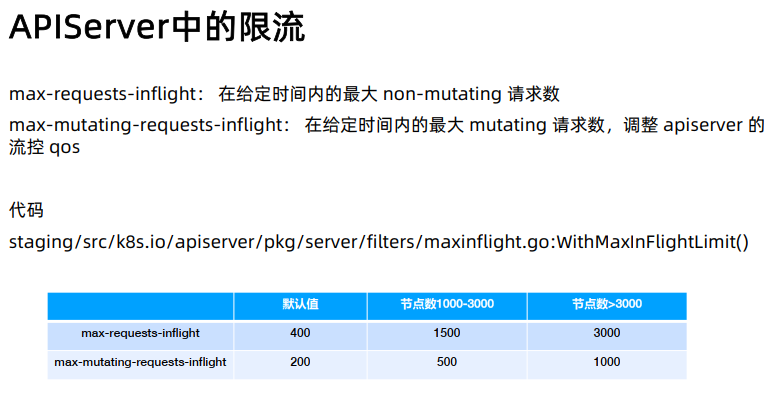 APIServer中的限流
max-requests-inflight： 在给定时间内的最大 non-mutating 请求数
max-mutating-requests-inflight： 在给定时间内的最大 mutating 请求数，调整 apiserver 的
流控 qos
代码
staging/src/k8s.io/apiserver/pkg/server/filters/maxinflight.go:WithMaxInFlightLimit()
默认值 节点数1000-3000 节点数>3000
max-requests-inflight 400 1500 3000
max-mutating-requests-inflight 200 500 1000